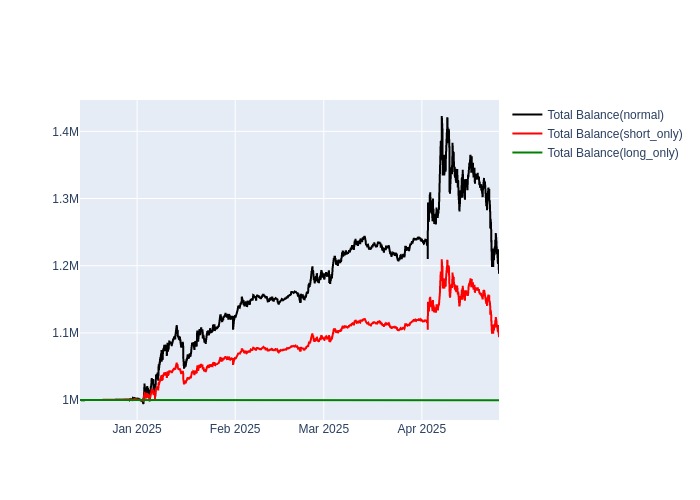 1.4M
1.3M
1.2M
1.1M
1M
Jan 2025 Feb 2025 Mar 2025 Apr 2025
Total Balance(normal)
Total Balance(short_only)
Total Balance(long_only)